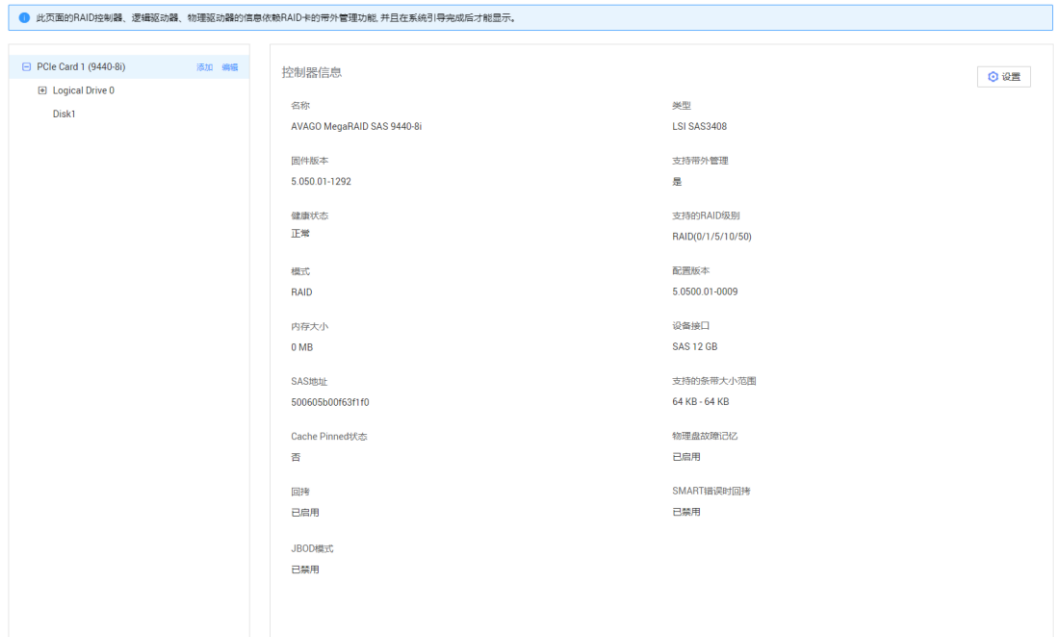 此页面的RAID控制器、逻辑驱动器、物理驱动器的信息依赖RAID卡的带外管理功能, 并且在系统引导完成后才能显示。
PCIe Card 1 (9440-8i) 添加 编辑
Logical Drive 0
Disk1
控制器信息
设置
名称 类型
AVAGO MegaRAID SAS 9440-8i LSI SAS3408
固件版本 支持带外管理
5.050.01-1292 是
健康状态 支持的RAID级别
正常 RAID(0/1/5/10/50)
模式 配置版本
RAID 5.0500.01-0009
内存大小 设备接口
0 MB SAS 12 GB
SAS地址 支持的条带大小范围
500605b00f63f1f0 64 KB - 64 KB
Cache Pinned状态 物理盘故障记忆
否 已启用
回拷 SMART错误时回拷
已启用 已禁用
JBOD模式
已禁用